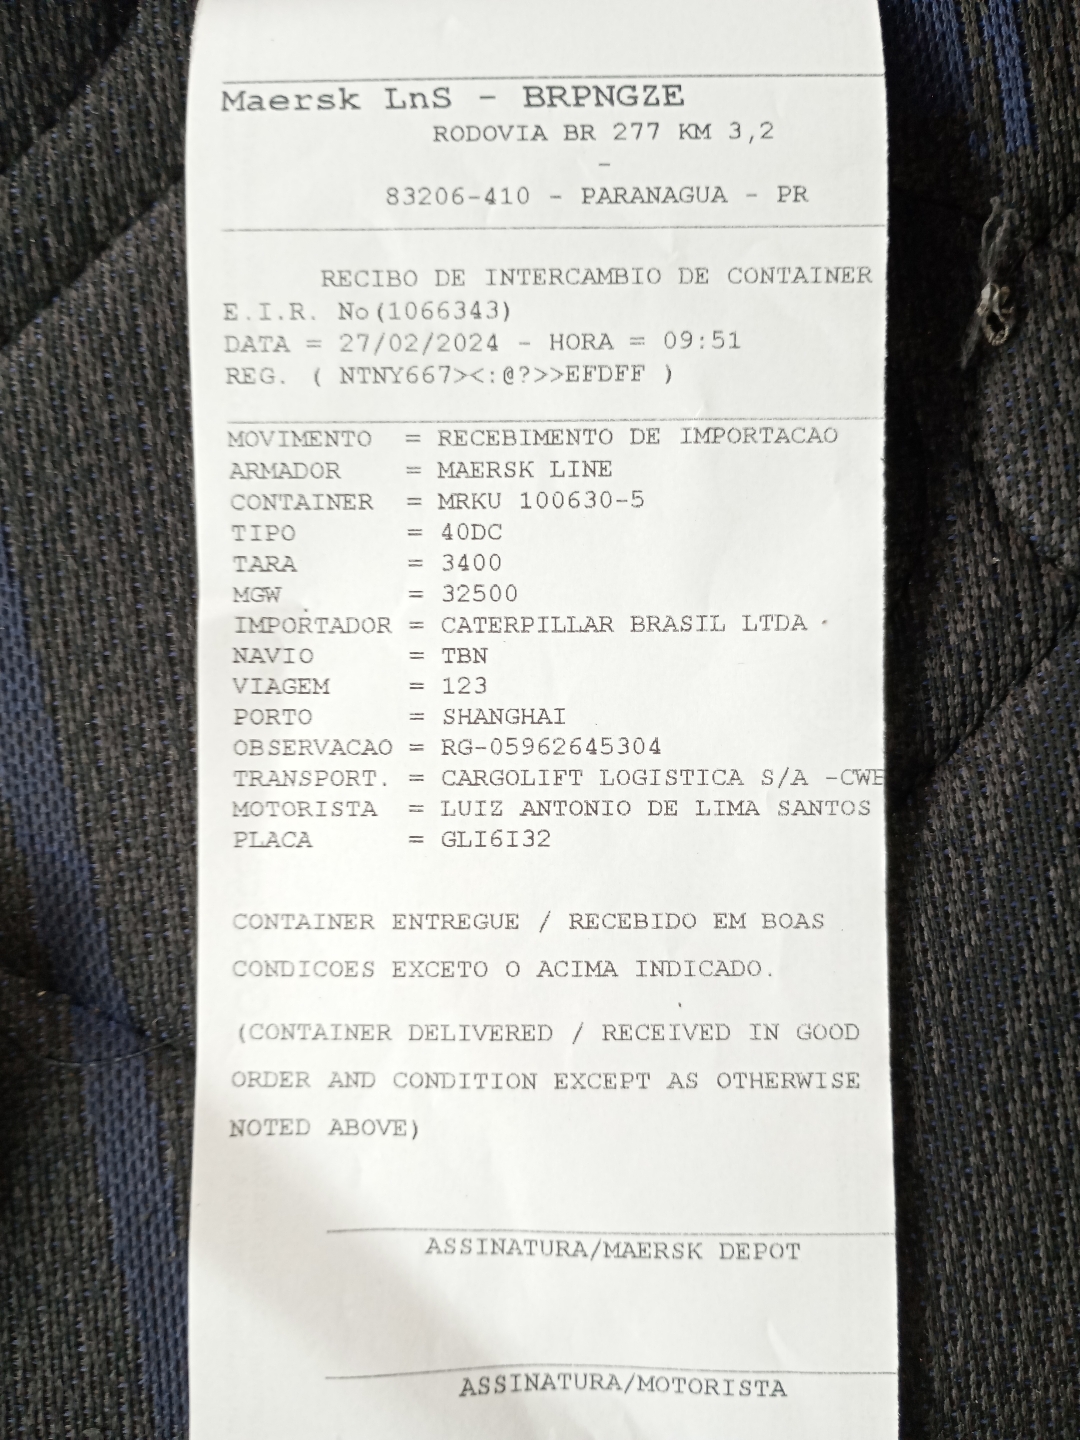 Maersk LnS - BRPNGZE
RODOVIA BR 277 KM 3,2
-
83206-410 - PARANAGUA - PR
RECIBO DE INTERCAMBIO DE CONTAINER
E.I.R. No(1066343)
DATA = 27/02/2024 - HORA = 09:51
REG. ( NTNY667><:@?>>EFDFF )
MOVIMENTO = RECEBIMENTO DE IMPORTACAO
ARMADOR = MAERSK LINE
CONTAINER = MRKU 100630-5
TIPO = 40DC
TARA = 3400
MGW = 32500
IMPORTADOR = CATERPILLAR BRASIL LTDA
NAVIO = TBN
VIAGEM = 123
PORTO = SHANGHAI
OBSERVACAO = RG-05962645304
TRANSPORT. = CARGOLIFT LOGISTICA S/A -CWB
MOTORISTA = LUIZ ANTONIO DE LIMA SANTOS
PLACA = GLI6I32
CONTAINER ENTREGUE / RECEBIDO EM BOAS
CONDICOES EXCETO O ACIMA INDICADO.
(CONTAINER DELIVERED / RECEIVED IN GOOD
ORDER AND CONDITION EXCEPT AS OTHERWISE
NOTED ABOVE)
ASSINATURA/MAERSK DEPOT
ASSINATURA/MOTORISTA